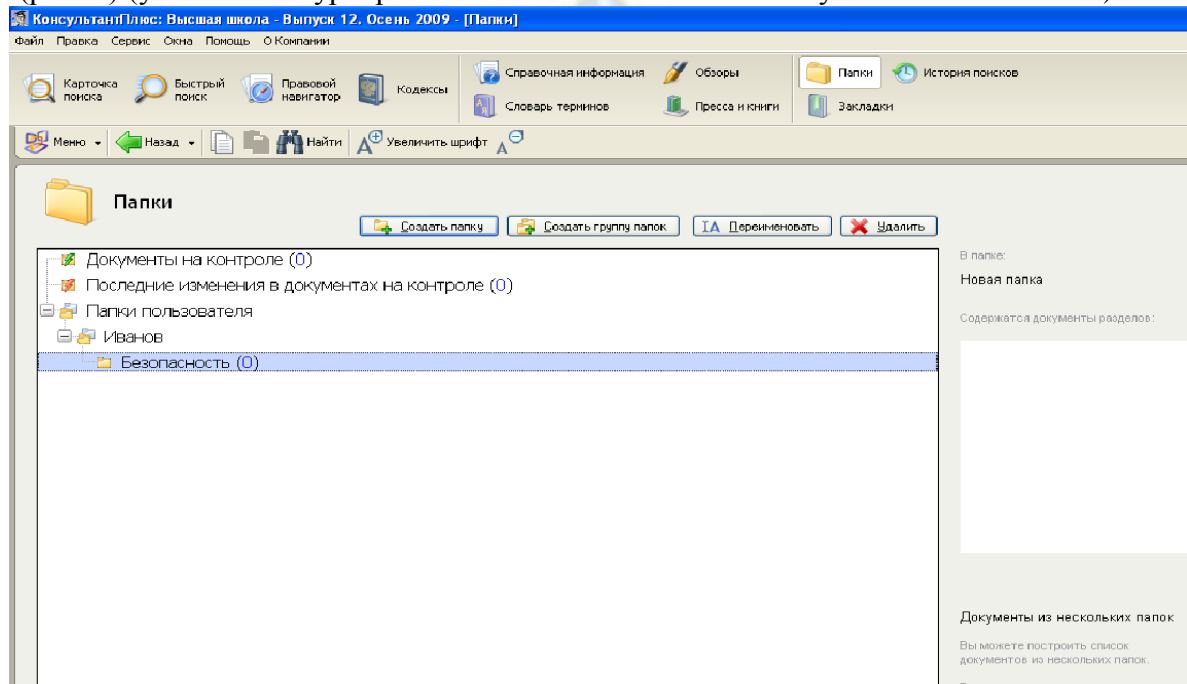 КонсультантПлюс: Высшая школа - Выпуск 12. Осень 2009 - [Папки]
Файл Правка Сервис Окна Помощь О Компании
Карточка поиска Быстрый поиск Правовой навигатор Кодексы Справочная информация Обзоры Папки История поисков
Словарь терминов Пресса и книги Закладки
Меню Назад Найти Увеличить шрифт
Папки
Создать папку Создать группу папок Переименовать Удалить
Документы на контроле (0)
Последние изменения в документах на контроле (0)
Папки пользователя
Иванов
Безопасность (0)
В папке:
Новая папка
Содержатся документы разделов:
Документы из нескольких папок
Вы можете построить список
документов из нескольких папок.